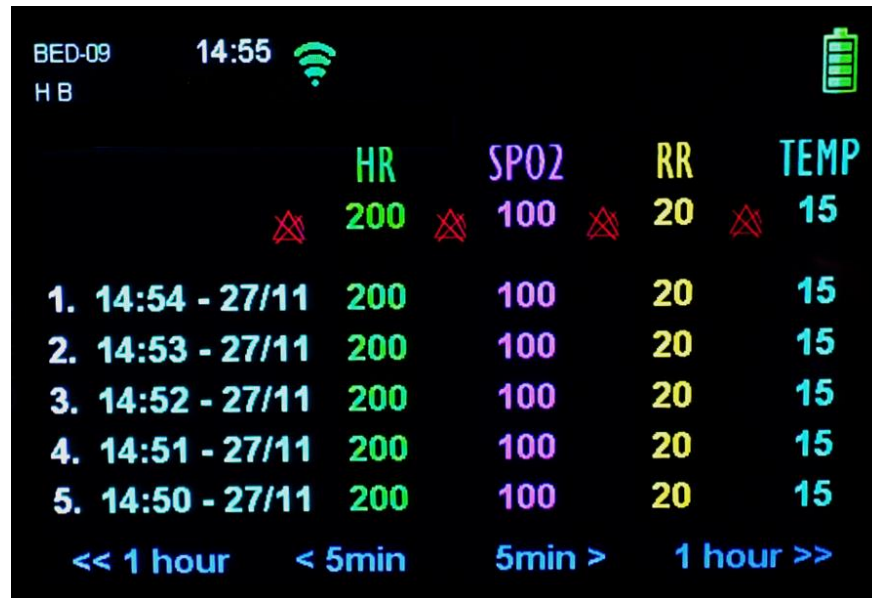 BED-09 14:55
H B
HR SPO2 RR TEMP
200 100 20 15
1. 14:54 - 27/11 200 100 20 15
2. 14:53 - 27/11 200 100 20 15
3. 14:52 - 27/11 200 100 20 15
4. 14:51 - 27/11 200 100 20 15
5. 14:50 - 27/11 200 100 20 15
<< 1 hour < 5min 5min > 1 hour >>